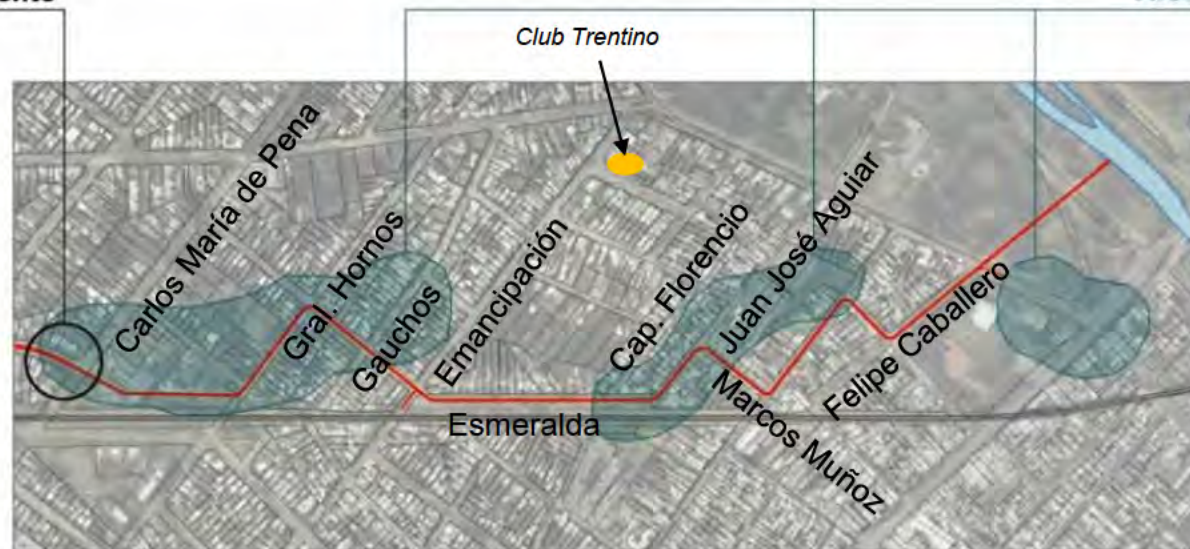 Club Trentino
Carlos María de Pena
Gral. Hornos
Gauchos
Emancipación
Esmeralda
Cap. Florencio
Juan José Aguiar
Marcos Muñoz
Felipe Caballero